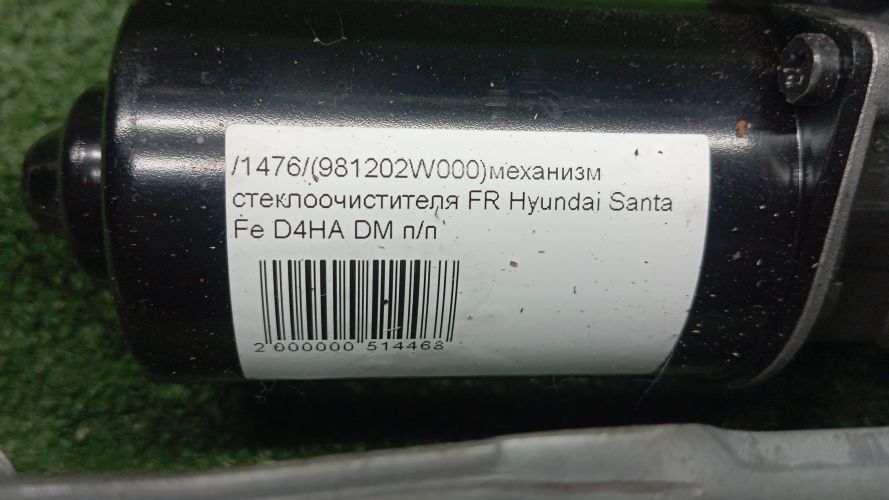 /1476/(981202W000)механизм
стеклоочистителя FR Hyundai Santa
Fe D4HA DM п/п
2 000000 514468